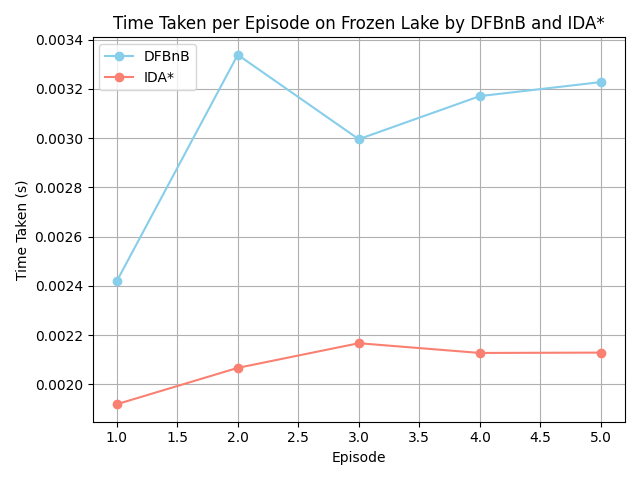 Time Taken per Episode on Frozen Lake by DFBnB and IDA*
DFBnB
IDA*
Time Taken (s)
0.0034
0.0032
0.0030
0.0028
0.0026
0.0024
0.0022
0.0020
1.0 1.5 2.0 2.5 3.0 3.5 4.0 4.5 5.0
Episode